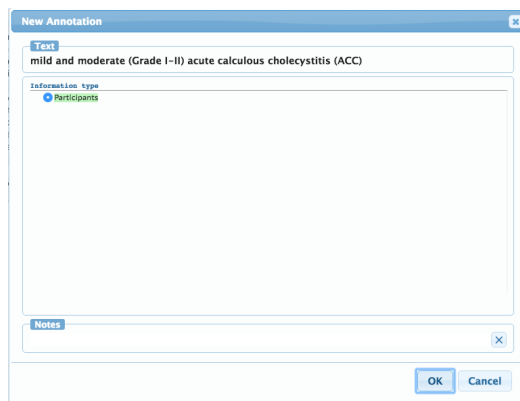 New Annotation
Text
mild and moderate (Grade I-II) acute calculous cholecystitis (ACC)
Information type
Participants
Notes
OK
Cancel